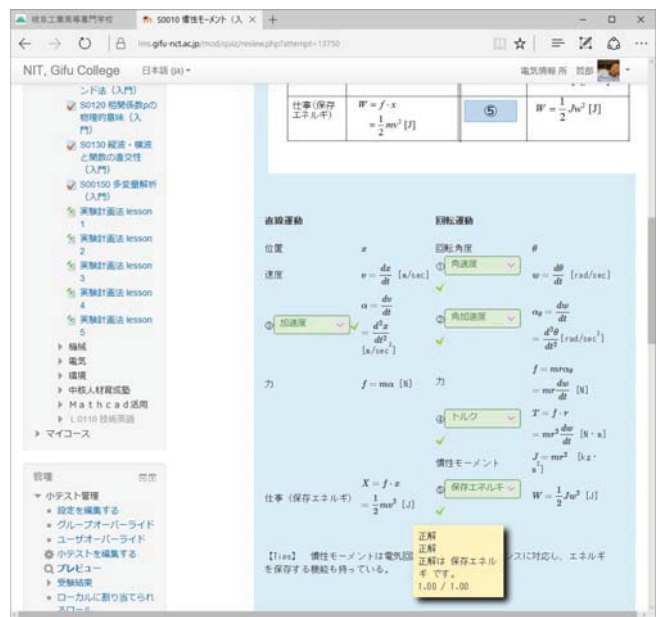 岐阜工業高等専門学校
S0010 慣性モーメント (入
lms.gifu-nct.ac.jp/mod/quiz/review.php?attempt=13750
NIT, Gifu College 日本語 (ja)
電気情報 所 哲郎
ンド法 (入門)
S0120 相関係数ρの
物理的意味 (入
門)
S0130 縦波・横波
と関数の直交性
(入門)
S00150 多変量解析
(入門)
実験計画法 lesson
1
実験計画法 lesson
2
実験計画法 lesson
3
実験計画法 lesson
4
実験計画法 lesson
5
機械
電気
環境
中核人材育成塾
Mathcad活用
L0110 技術英語
マイコース
管理
小テスト管理
設定を編集する
グループオーバーライド
ユーザオーバーライド
小テストを編集する
プレビュー
受験結果
ローカルに割り当てられ
るロール
仕事(保存 W = f · x ⑤ W = 1/2 Jw² [J]
エネルギ) = 1/2 mv² [J]
直線運動 回転運動
位置 x 回転角度 θ
速度 v = dx/dt [m/sec] ① 角速度 w = dθ/dt [rad/sec]
③ 加速度 α = dv/dt = d²x/dt² [m/sec²] ② 角加速度 αθ = dw/dt = d²θ/dt² [rad/sec²]
力 f = mα [N] 力 f = mrαθ = mr dw/dt [N]
④ トルク T = f · r = mr² dw/dt [N · m]
慣性モーメント J = mr² [kg · m²]
仕事 (保存エネルギ) X = f · x = 1/2 mv² [J] ⑤ 保存エネルギ W = 1/2 Jw² [J]
正解
正解
正解は 保存エネル
ギ です。
1.00 / 1.00
【Tips】 慣性モーメントは電気回 スに対応し、エネルギ
を保存する機能も持っている。